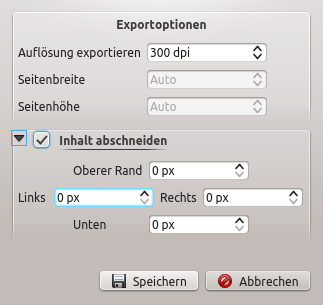 Exportoptionen
Auflösung exportieren 300 dpi
Seitenbreite Auto
Seitenhöhe Auto
Inhalt abschneiden
Oberer Rand 0 px
Links 0 px Rechts 0 px
Unten 0 px
Speichern Abbrechen